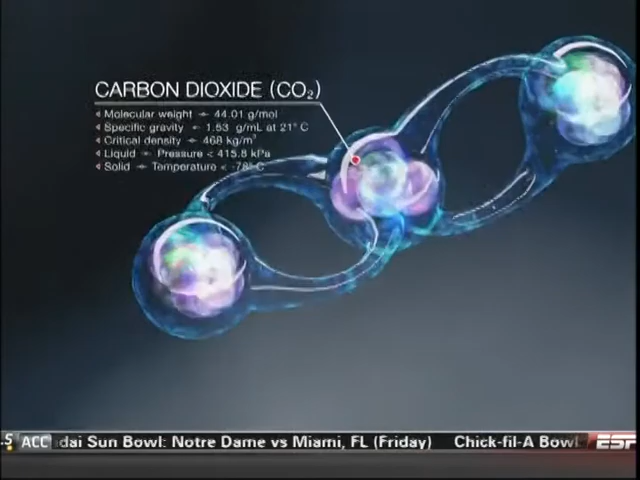 CARBON DIOXIDE (CO₂)
Molecular weight 44.01 g/mol
Specific gravity 1.53 g/mL at 21° C
Critical density 468 kg/m³
Liquid Pressure < 415.8 kPa
Solid Temperature < -78° C
.5 ACC dai Sun Bowl: Notre Dame vs Miami, FL (Friday) Chick-fil-A Bowl ESP